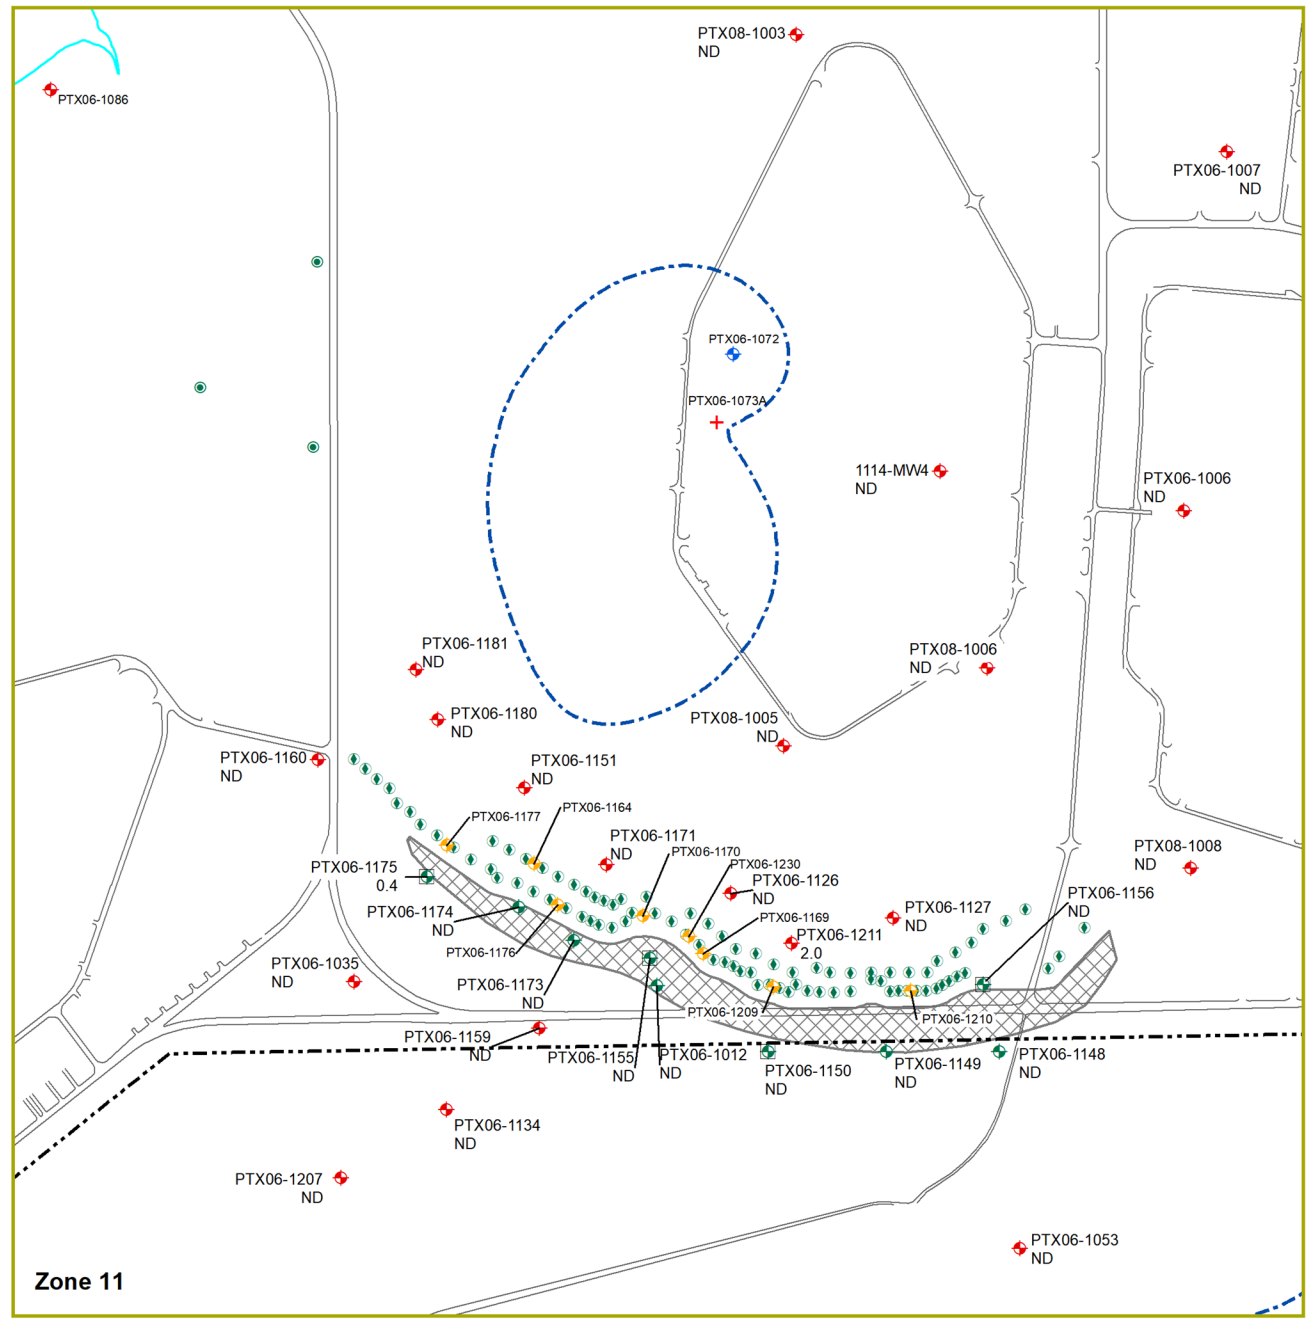 PTX08-1003
ND
PTX06-1086
PTX06-1007
ND
PTX06-1072
PTX06-1073A
1114-MW4
ND
PTX06-1006
ND
PTX06-1181
ND
PTX08-1006
ND
PTX06-1180
ND
PTX08-1005
ND
PTX06-1160
ND
PTX06-1151
ND
PTX06-1177
PTX06-1164
PTX06-1171
ND
PTX06-1170
PTX06-1230
PTX08-1008
ND
PTX06-1175
0.4
PTX06-1126
ND
PTX06-1156
ND
PTX06-1174
ND
PTX06-1169
PTX06-1127
ND
PTX06-1211
2.0
PTX06-1176
PTX06-1035
ND
PTX06-1173
ND
PTX06-1209
PTX06-1210
PTX06-1159
ND
PTX06-1155
ND
PTX06-1012
ND
PTX06-1150
ND
PTX06-1149
ND
PTX06-1148
ND
PTX06-1134
ND
PTX06-1207
ND
PTX06-1053
ND
Zone 11